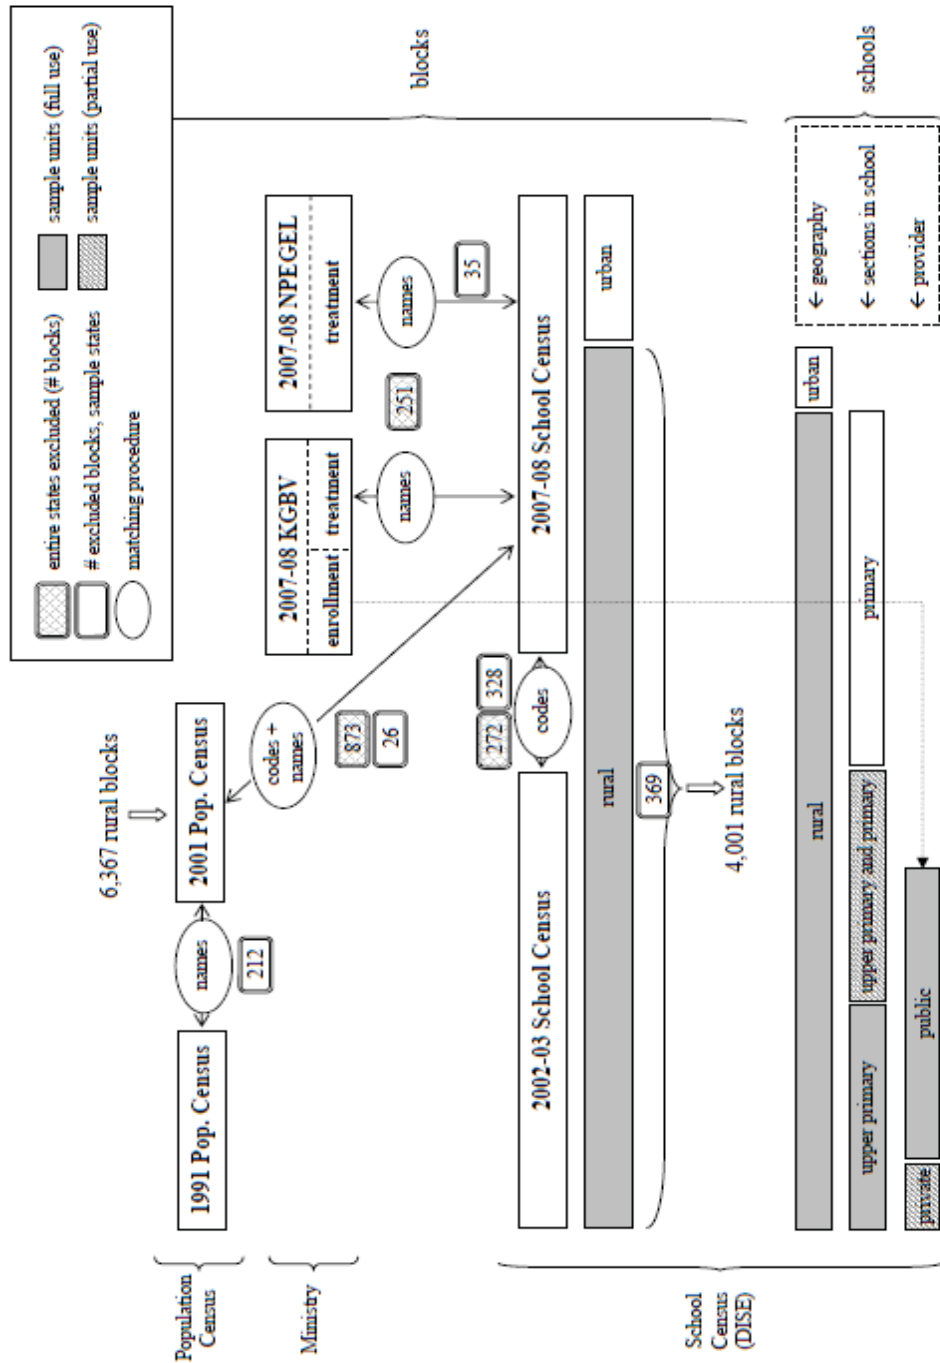 entire states excluded (# blocks)
# excluded blocks, sample states
matching procedure
sample units (full use)
sample units (partial use)
6,367 rural blocks
Population
Census
1991 Pop. Census
names
212
2001 Pop. Census
codes +
names
873
26
Ministry
2007-08 KGBV
enrollment
treatment
names
251
2007-08 NPEGEL
treatment
names
35
blocks
School
Census
(DISE)
2002-03 School Census
272
328
codes
2007-08 School Census
rural
urban
369
4,001 rural blocks
rural
urban
← geography
upper primary
upper primary and primary
primary
← sections in school
private
public
← provider
schools